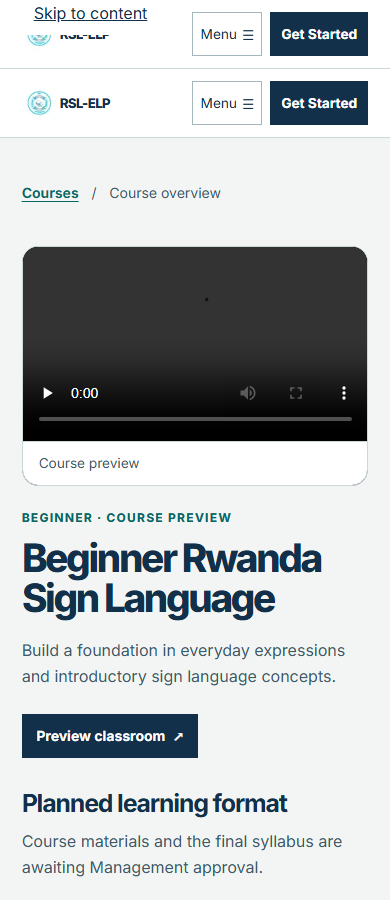 Skip to content
RSL-ELP
Menu ☰
Get Started
RSL-ELP
Menu ☰
Get Started
Courses / Course overview
0:00
Course preview
BEGINNER · COURSE PREVIEW
Beginner Rwanda
Sign Language
Build a foundation in everyday expressions
and introductory sign language concepts.
Preview classroom ↗
Planned learning format
Course materials and the final syllabus are
awaiting Management approval.